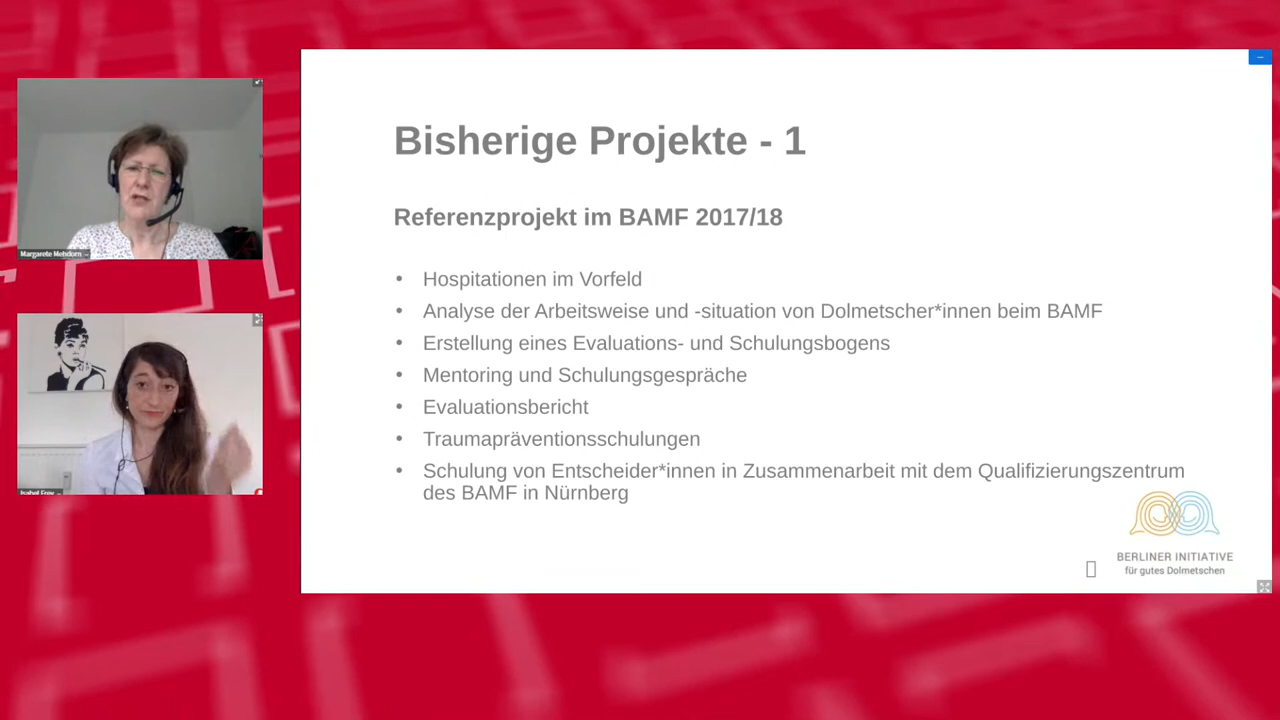 Bisherige Projekte - 1
Referenzprojekt im BAMF 2017/18
• Hospitationen im Vorfeld
• Analyse der Arbeitsweise und -situation von Dolmetscher*innen beim BAMF
• Erstellung eines Evaluations- und Schulungsbogens
• Mentoring und Schulungsgespräche
• Evaluationsbericht
• Traumapräventionsschulungen
• Schulung von Entscheider*innen in Zusammenarbeit mit dem Qualifizierungszentrum
des BAMF in Nürnberg
BERLINER INITIATIVE
für gutes Dolmetschen
Margarete Mehdorn
Isabel Frey